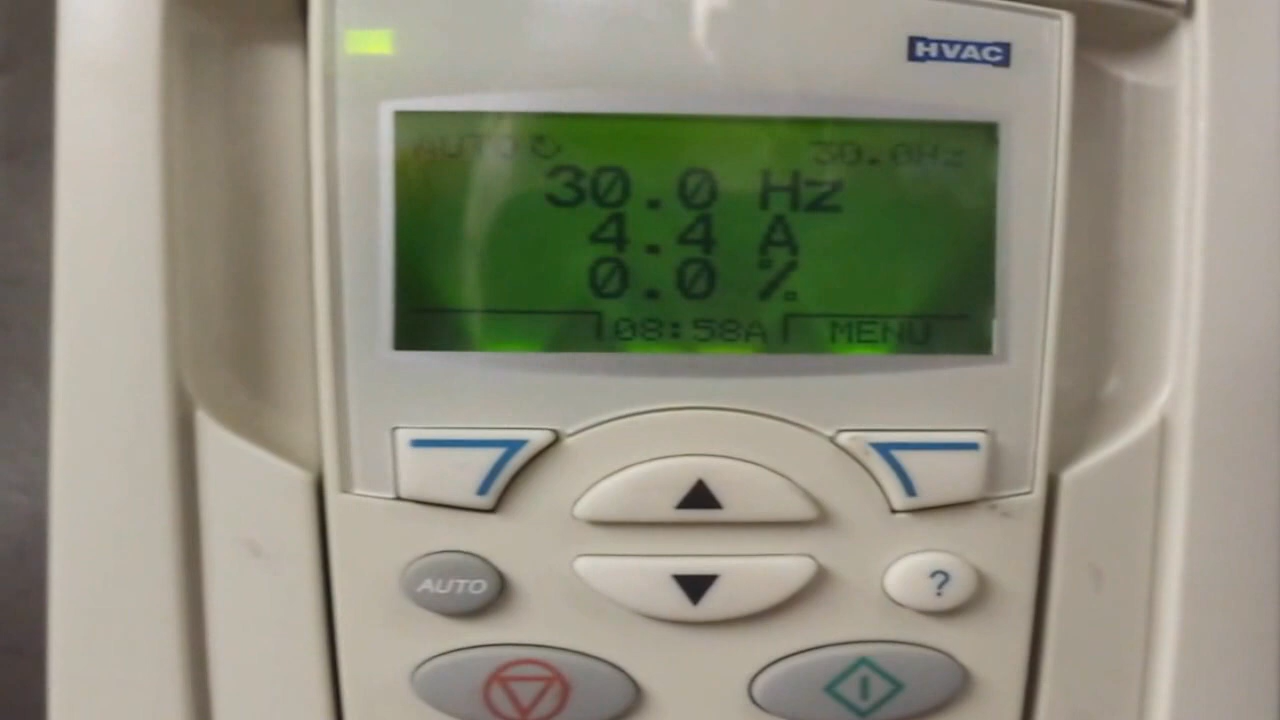 HVAC
AUTO ↻ 30.0Hz
30.0 Hz
4.4 A
0.0 %
08:58A MENU
AUTO ?